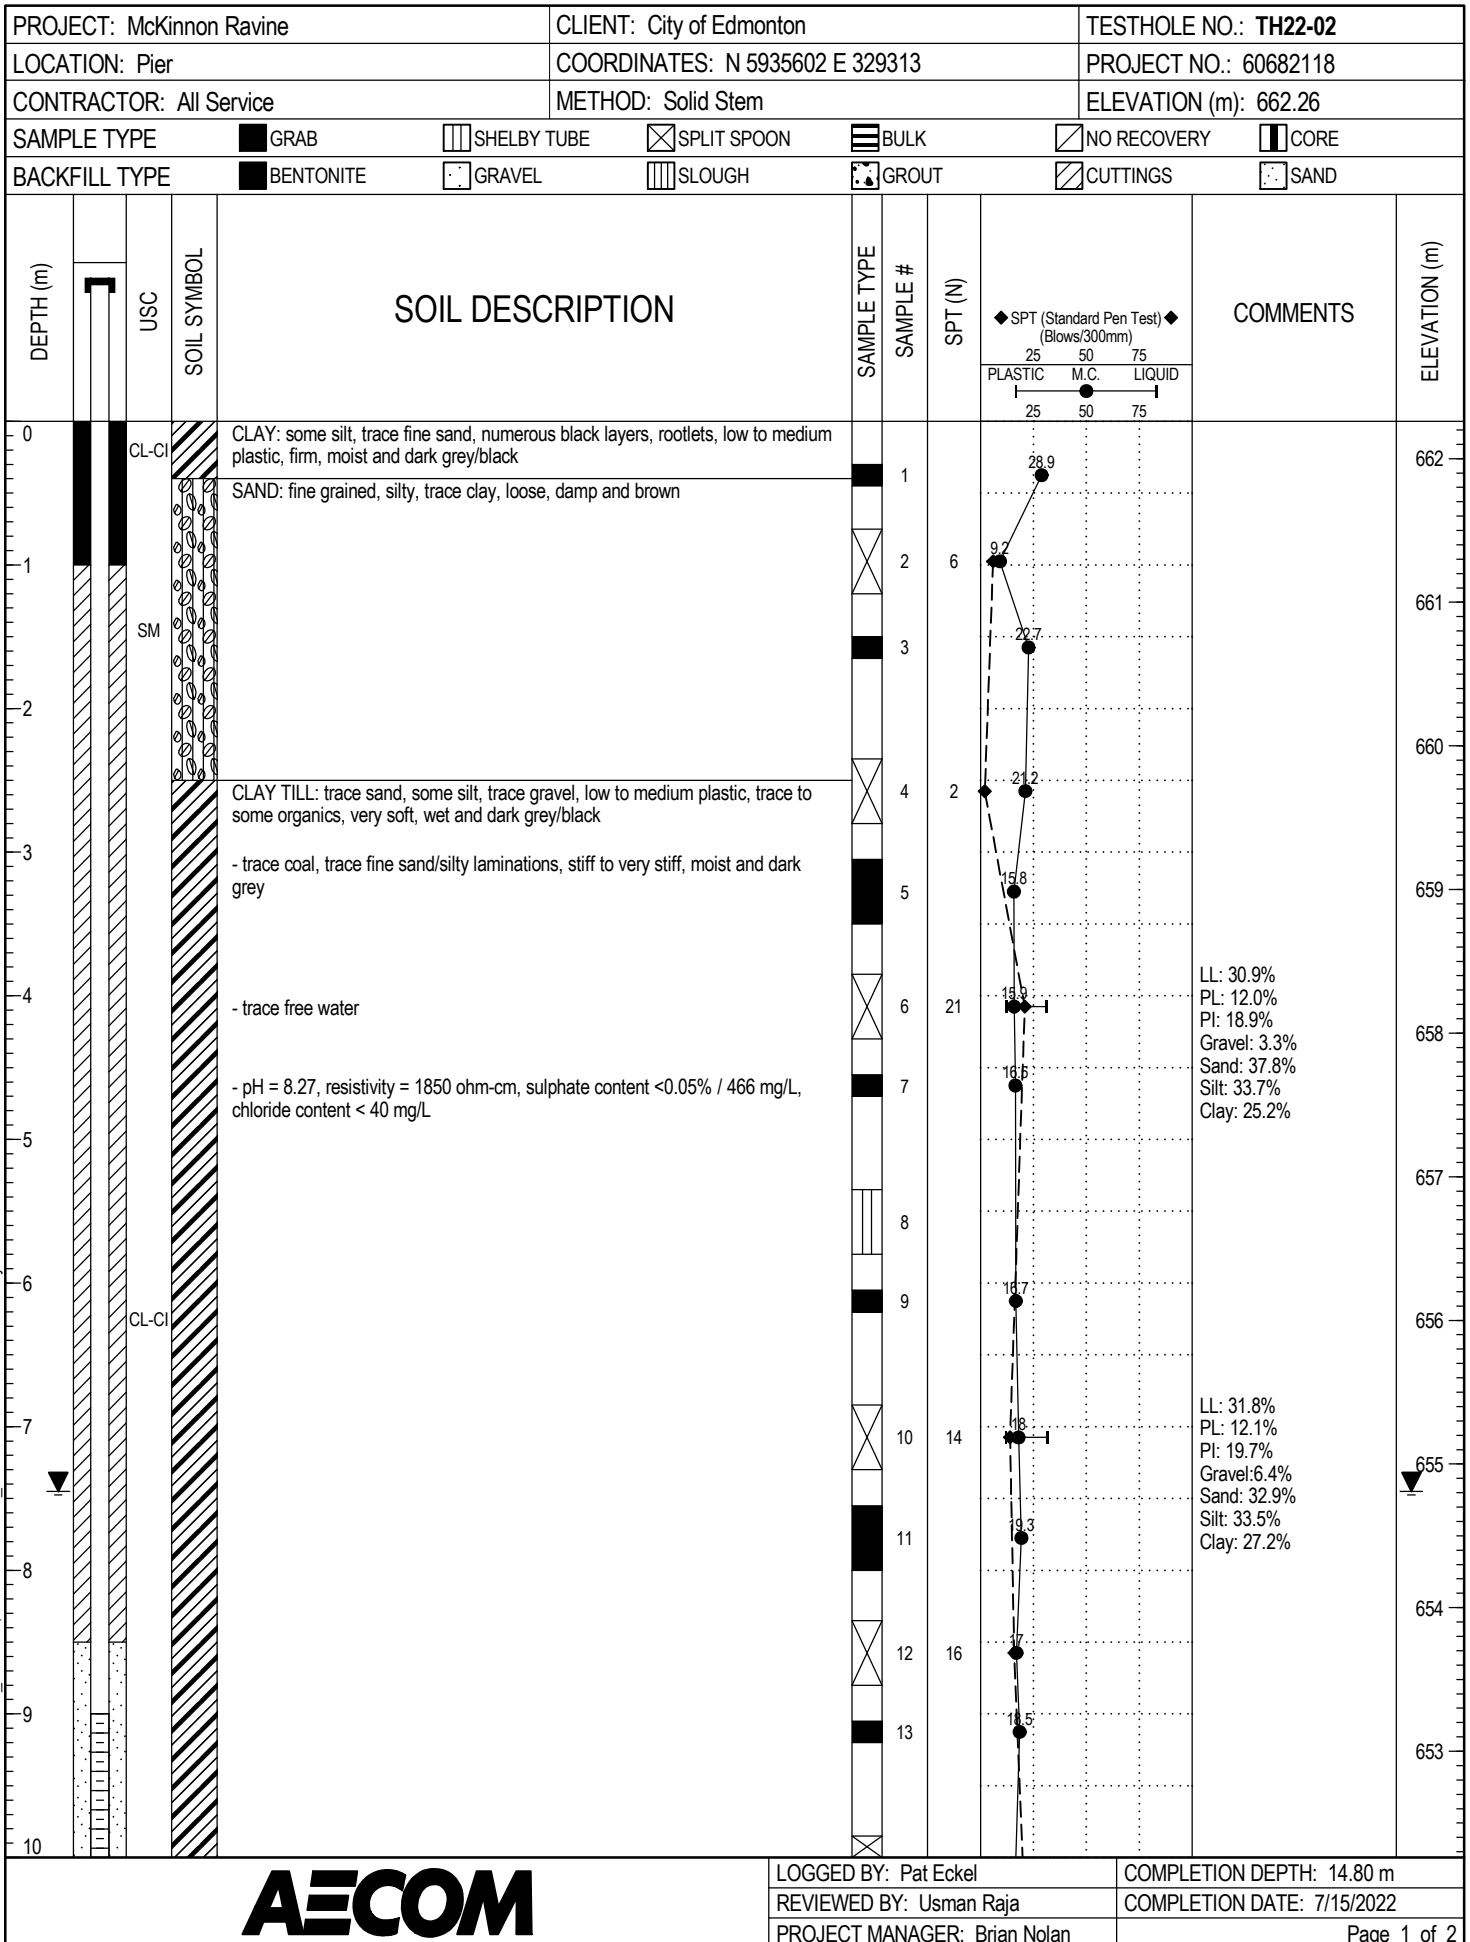 PROJECT: McKinnon Ravine
CLIENT: City of Edmonton
TESTHOLE NO.: TH22-02
LOCATION: Pier
COORDINATES: N 5935602 E 329313
PROJECT NO.: 60682118
CONTRACTOR: All Service
METHOD: Solid Stem
ELEVATION (m): 662.26
SAMPLE TYPE
GRAB
SHELBY TUBE
SPLIT SPOON
BULK
NO RECOVERY
CORE
BACKFILL TYPE
BENTONITE
GRAVEL
SLOUGH
GROUT
CUTTINGS
SAND
DEPTH (m)
USC
SOIL SYMBOL
SOIL DESCRIPTION
SAMPLE TYPE
SAMPLE #
SPT (N)
◆ SPT (Standard Pen Test) ◆
(Blows/300mm)
25 50 75
PLASTIC M.C. LIQUID
25 50 75
COMMENTS
ELEVATION (m)
0
CL-CI
CLAY: some silt, trace fine sand, numerous black layers, rootlets, low to medium
plastic, firm, moist and dark grey/black
1
28.9
662
SAND: fine grained, silty, trace clay, loose, damp and brown
1
2
6
9.2
661
SM
3
22.7
2
660
CLAY TILL: trace sand, some silt, trace gravel, low to medium plastic, trace to
some organics, very soft, wet and dark grey/black
4
2
21.2
3
- trace coal, trace fine sand/silty laminations, stiff to very stiff, moist and dark
grey
5
15.8
659
4
- trace free water
6
21
15.9
LL: 30.9%
PL: 12.0%
PI: 18.9%
Gravel: 3.3%
Sand: 37.8%
Silt: 33.7%
Clay: 25.2%
658
- pH = 8.27, resistivity = 1850 ohm-cm, sulphate content <0.05% / 466 mg/L,
chloride content < 40 mg/L
7
16.6
5
657
8
6
9
16.7
CL-CI
656
7
10
14
18
LL: 31.8%
PL: 12.1%
PI: 19.7%
Gravel:6.4%
Sand: 32.9%
Silt: 33.5%
Clay: 27.2%
655
11
19.3
8
654
12
16
17
9
13
18.5
653
10
AECOM
LOGGED BY: Pat Eckel
COMPLETION DEPTH: 14.80 m
REVIEWED BY: Usman Raja
COMPLETION DATE: 7/15/2022
PROJECT MANAGER: Brian Nolan
Page 1 of 2